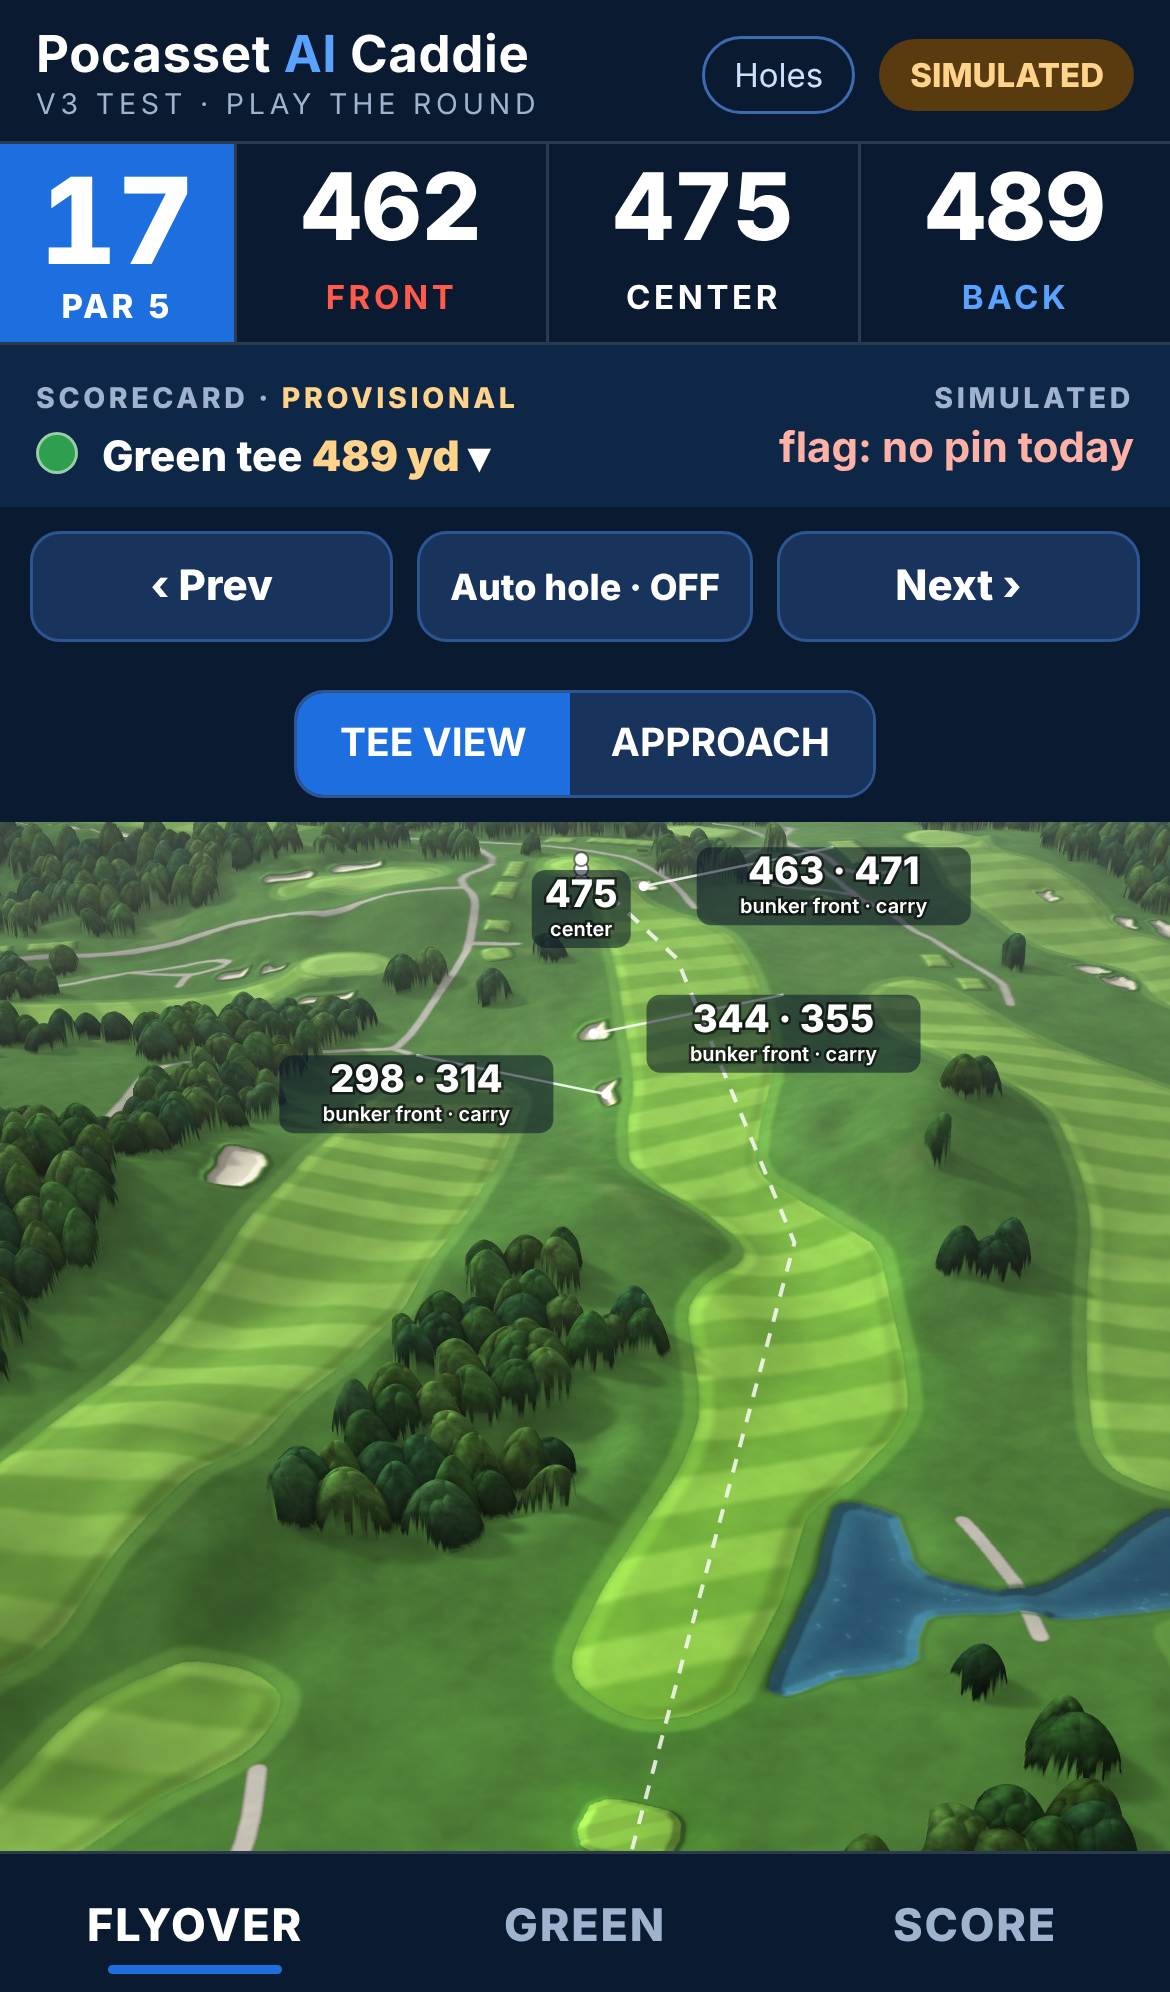 Pocasset AI Caddie
V3 TEST · PLAY THE ROUND
Holes
SIMULATED
17
PAR 5
462
FRONT
475
CENTER
489
BACK
SCORECARD · PROVISIONAL
Green tee 489 yd ▾
SIMULATED
flag: no pin today
‹ Prev
Auto hole · OFF
Next ›
TEE VIEW
APPROACH
475
center
463 · 471
bunker front · carry
344 · 355
bunker front · carry
298 · 314
bunker front · carry
FLYOVER
GREEN
SCORE